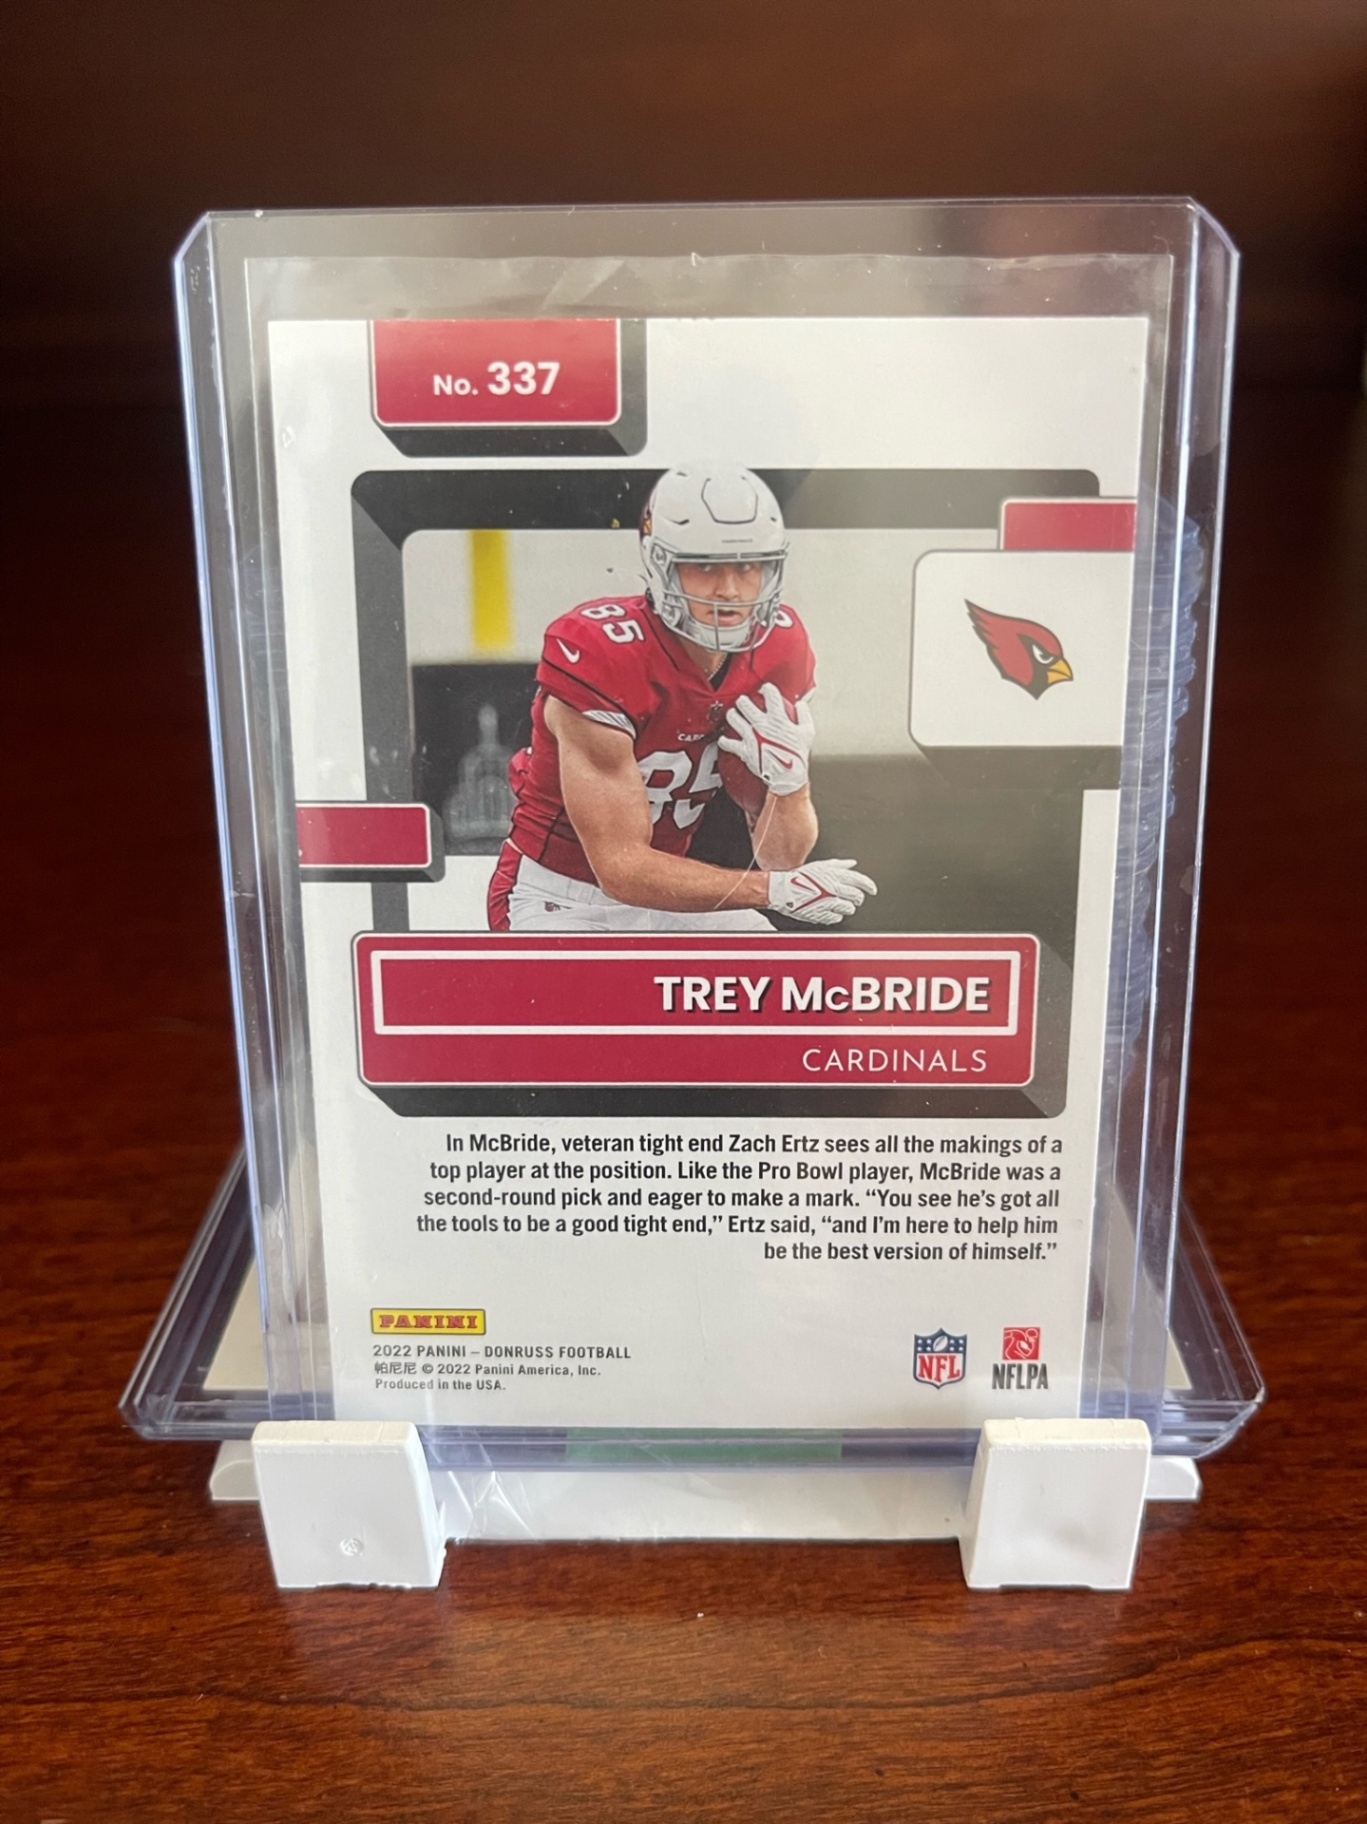 No. 337
85
CAR
85
TREY McBRIDE
CARDINALS
In McBride, veteran tight end Zach Ertz sees all the makings of a
top player at the position. Like the Pro Bowl player, McBride was a
second-round pick and eager to make a mark. “You see he’s got all
the tools to be a good tight end,” Ertz said, “and I’m here to help him
be the best version of himself.”
PANINI
2022 PANINI – DONRUSS FOOTBALL
帕尼尼 © 2022 Panini America, Inc.
Produced in the USA.
NFL
NFLPA